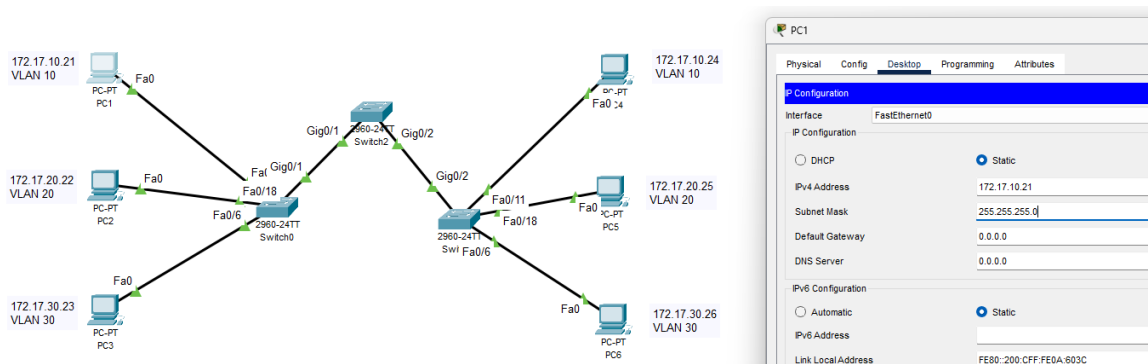 172.17.10.21
VLAN 10
Fa0
PC-PT
PC1
172.17.20.22
VLAN 20
Fa0
PC-PT
PC2
172.17.30.23
VLAN 30
Fa0
PC-PT
PC3
Gig0/1
Fa0/18
Fa0/6
2960-24TT
Switch0
Gig0/1
2960-24TT
Switch2
Gig0/2
Gig0/2
Fa0/11
Fa0/18
Fa0/6
2960-24TT
172.17.10.24
VLAN 10
PC-PT
Fa0
172.17.20.25
VLAN 20
Fa0
PC-PT
PC5
172.17.30.26
VLAN 30
Fa0
PC-PT
PC6
PC1
Physical Config Desktop Programming Attributes
IP Configuration
Interface FastEthernet0
IP Configuration
DHCP Static
IPv4 Address 172.17.10.21
Subnet Mask 255.255.255.0
Default Gateway 0.0.0.0
DNS Server 0.0.0.0
IPv6 Configuration
Automatic Static
IPv6 Address
Link Local Address FE80::200:CFF:FE0A:603C